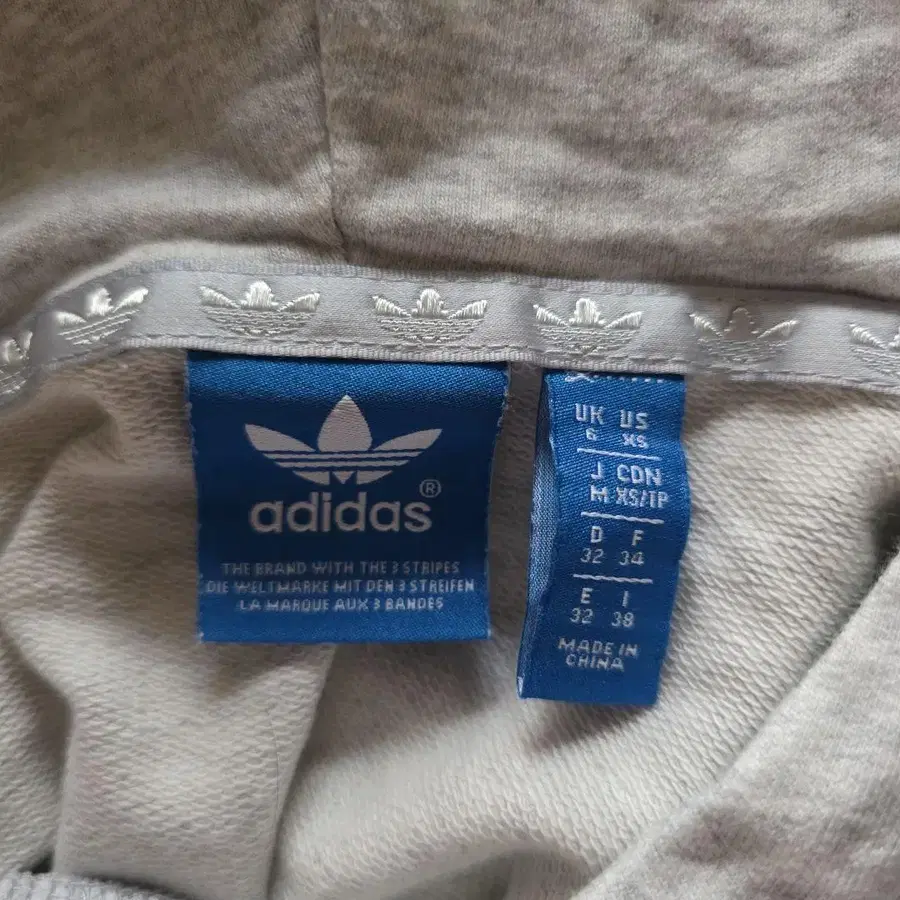 adidas®
THE BRAND WITH THE 3 STRIPES
DIE WELTMARKE MIT DEN 3 STREIFEN
LA MARQUE AUX 3 BANDES
UK US
6 XS
J CDN
M XS/TP
D F
32 34
E I
32 38
MADE IN
CHINA